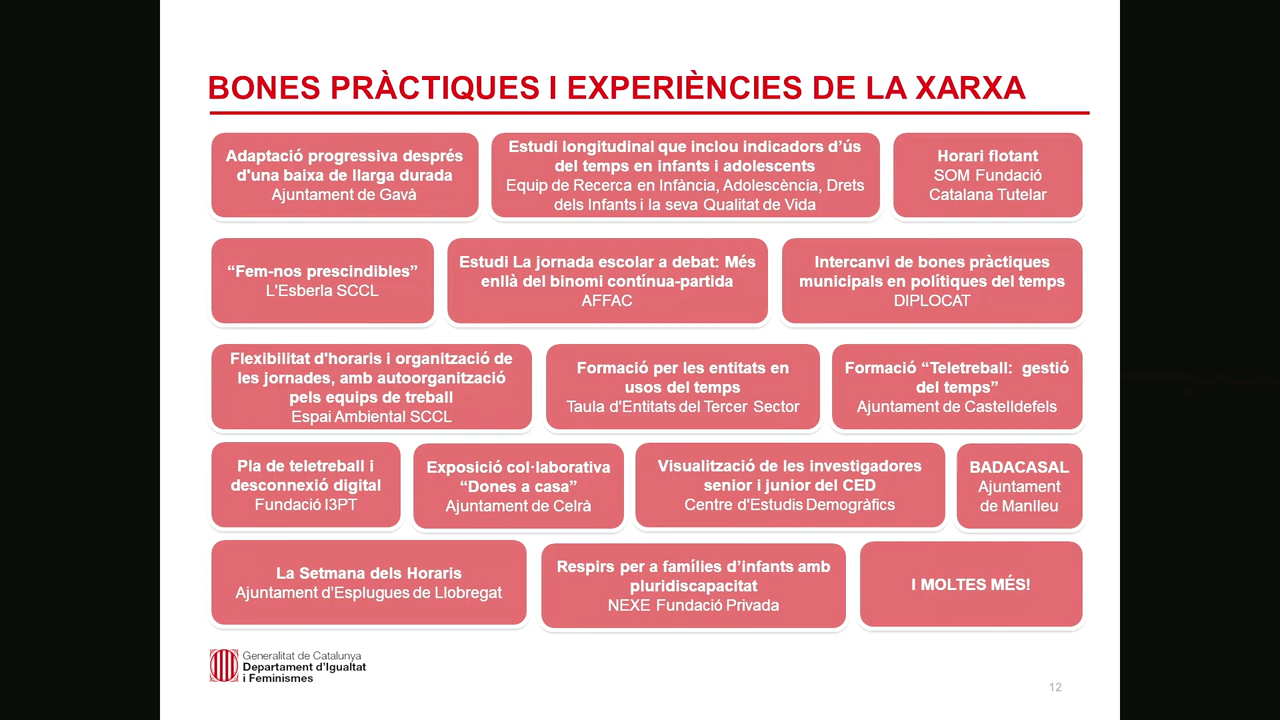 BONES PRÀCTIQUES I EXPERIÈNCIES DE LA XARXA
Adaptació progressiva després
d'una baixa de llarga durada
Ajuntament de Gavà
Estudi longitudinal que inclou indicadors d’ús
del temps en infants i adolescents
Equip de Recerca en Infància, Adolescència, Drets
dels Infants i la seva Qualitat de Vida
Horari flotant
SOM Fundació
Catalana Tutelar
“Fem-nos prescindibles”
L'Esberla SCCL
Estudi La jornada escolar a debat: Més
enllà del binomi contínua-partida
AFFAC
Intercanvi de bones pràctiques
municipals en polítiques del temps
DIPLOCAT
Flexibilitat d'horaris i organització de
les jornades, amb autoorganització
pels equips de treball
Espai Ambiental SCCL
Formació per les entitats en
usos del temps
Taula d'Entitats del Tercer Sector
Formació “Teletreball: gestió
del temps”
Ajuntament de Castelldefels
Pla de teletreball i
desconnexió digital
Fundació I3PT
Exposició col·laborativa
“Dones a casa”
Ajuntament de Celrà
Visualització de les investigadores
senior i junior del CED
Centre d'Estudis Demogràfics
BADACASAL
Ajuntament
de Manlleu
La Setmana dels Horaris
Ajuntament d’Esplugues de Llobregat
Respirs per a famílies d’infants amb
pluridiscapacitat
NEXE Fundació Privada
I MOLTES MÉS!
Generalitat de Catalunya
Departament d’Igualtat
i Feminismes
12